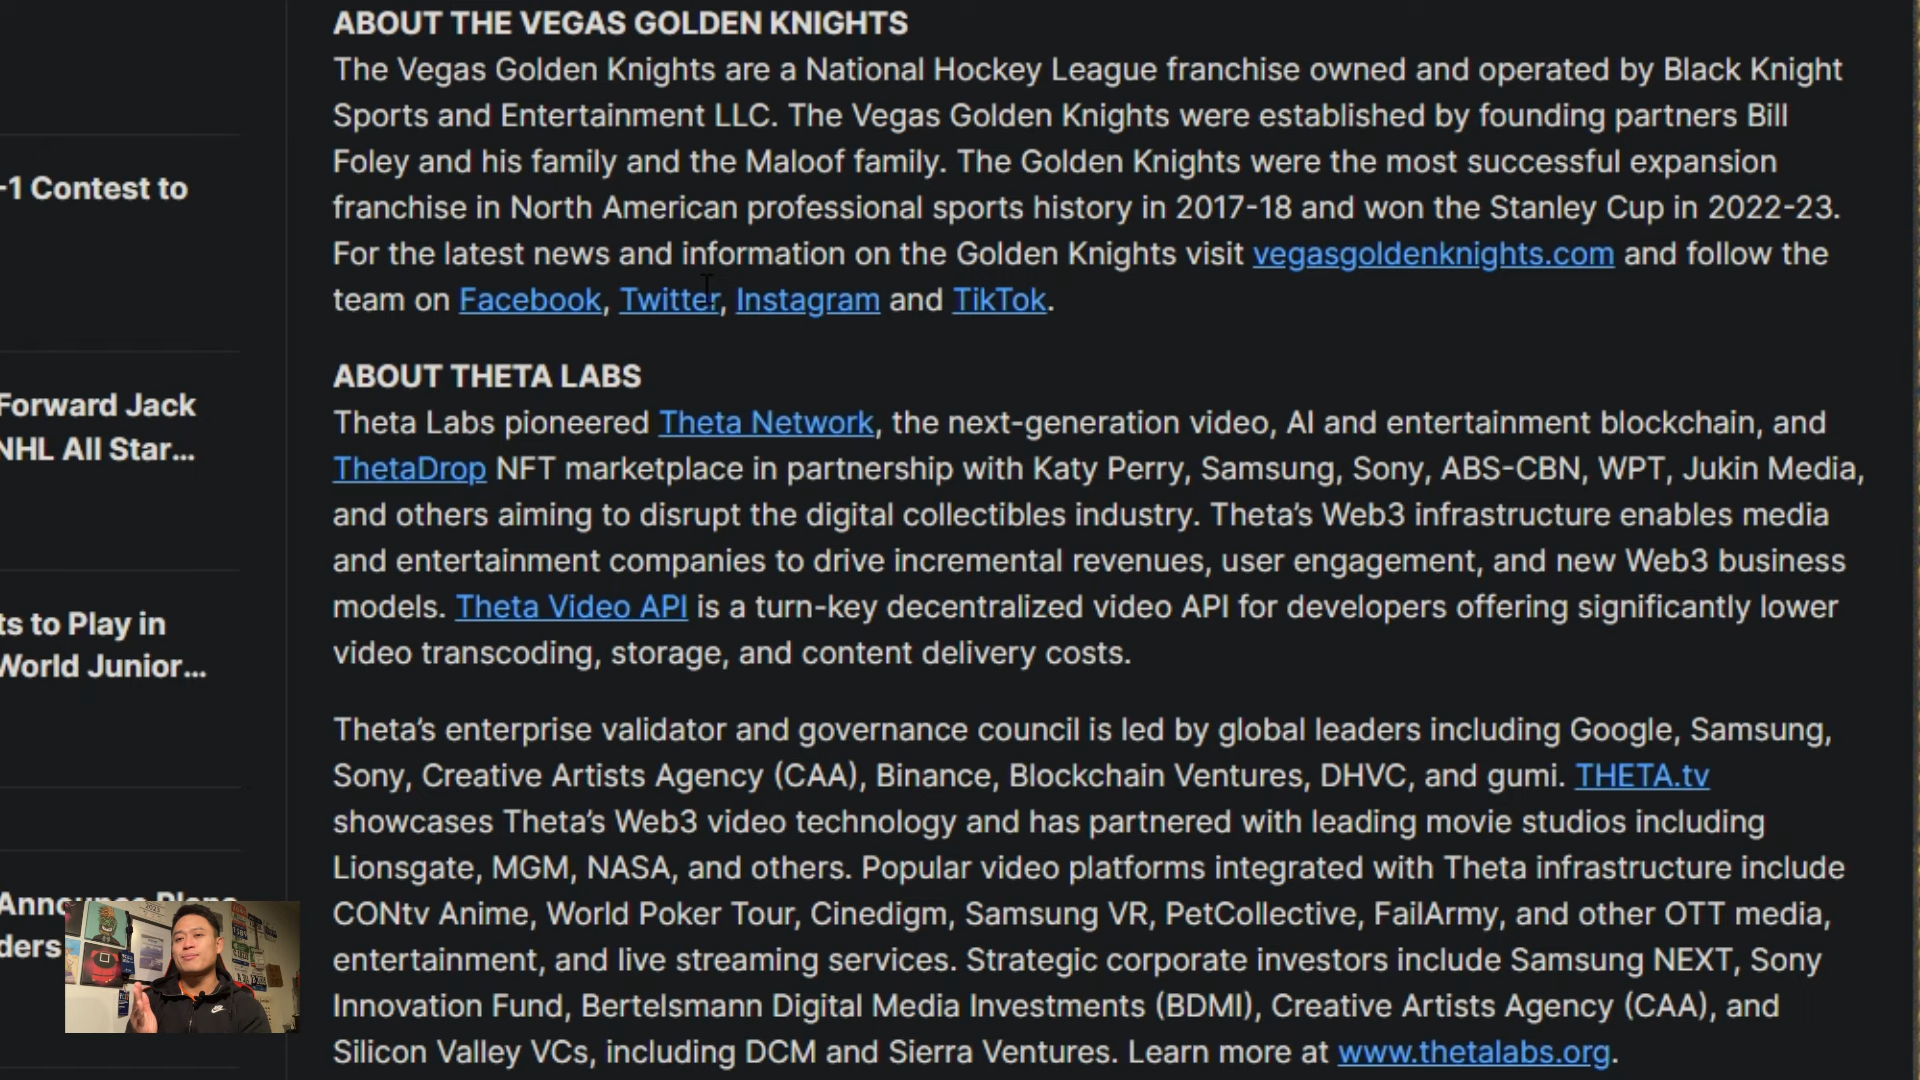 -1 Contest to
Forward Jack
NHL All Star...
ts to Play in
World Junior...
Announce Plans
ders
ABOUT THE VEGAS GOLDEN KNIGHTS
The Vegas Golden Knights are a National Hockey League franchise owned and operated by Black Knight
Sports and Entertainment LLC. The Vegas Golden Knights were established by founding partners Bill
Foley and his family and the Maloof family. The Golden Knights were the most successful expansion
franchise in North American professional sports history in 2017-18 and won the Stanley Cup in 2022-23.
For the latest news and information on the Golden Knights visit vegasgoldenknights.com and follow the
team on Facebook, Twitter, Instagram and TikTok.
ABOUT THETA LABS
Theta Labs pioneered Theta Network, the next-generation video, AI and entertainment blockchain, and
ThetaDrop NFT marketplace in partnership with Katy Perry, Samsung, Sony, ABS-CBN, WPT, Jukin Media,
and others aiming to disrupt the digital collectibles industry. Theta’s Web3 infrastructure enables media
and entertainment companies to drive incremental revenues, user engagement, and new Web3 business
models. Theta Video API is a turn-key decentralized video API for developers offering significantly lower
video transcoding, storage, and content delivery costs.
Theta’s enterprise validator and governance council is led by global leaders including Google, Samsung,
Sony, Creative Artists Agency (CAA), Binance, Blockchain Ventures, DHVC, and gumi. THETA.tv
showcases Theta’s Web3 video technology and has partnered with leading movie studios including
Lionsgate, MGM, NASA, and others. Popular video platforms integrated with Theta infrastructure include
CONtv Anime, World Poker Tour, Cinedigm, Samsung VR, PetCollective, FailArmy, and other OTT media,
entertainment, and live streaming services. Strategic corporate investors include Samsung NEXT, Sony
Innovation Fund, Bertelsmann Digital Media Investments (BDMI), Creative Artists Agency (CAA), and
Silicon Valley VCs, including DCM and Sierra Ventures. Learn more at www.thetalabs.org.